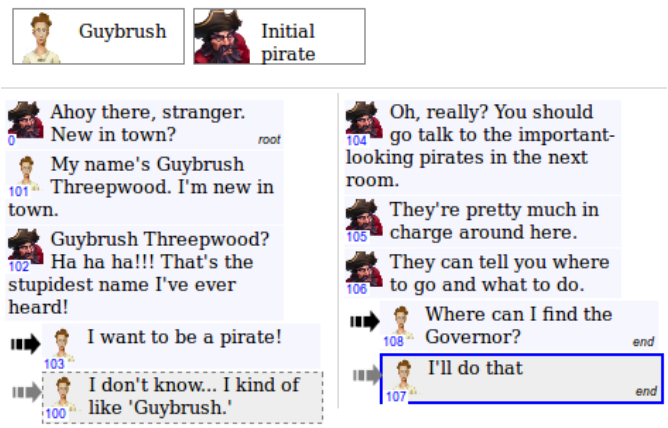 Guybrush
Initial
pirate
Ahoy there, stranger.
New in town?
0
root
My name's Guybrush
Threepwood. I'm new in
town.
101
Guybrush Threepwood?
Ha ha ha!!! That's the
stupidest name I've ever
heard!
102
I want to be a pirate!
103
I don't know... I kind of
like 'Guybrush.'
100
Oh, really? You should
go talk to the important-
looking pirates in the next
room.
104
They're pretty much in
charge around here.
105
They can tell you where
to go and what to do.
106
Where can I find the
Governor?
108
end
I'll do that
107
end